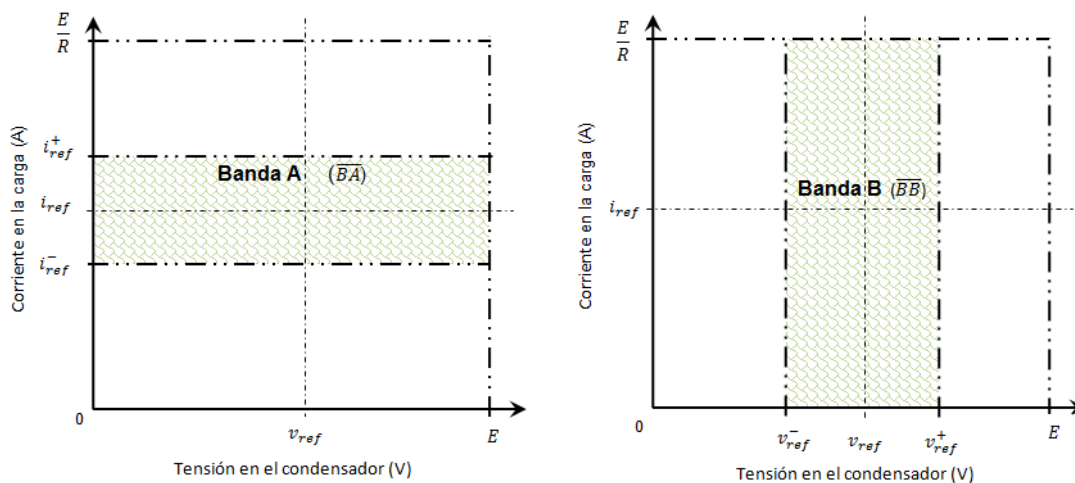 E
R
Corriente en la carga (A)
i⁺ref
Banda A (B̅A̅)
iref
i⁻ref
0
vref
E
Tensión en el condensador (V)
E
R
Corriente en la carga (A)
Banda B (B̅B̅)
iref
0
v⁻ref
vref
v⁺ref
E
Tensión en el condensador (V)